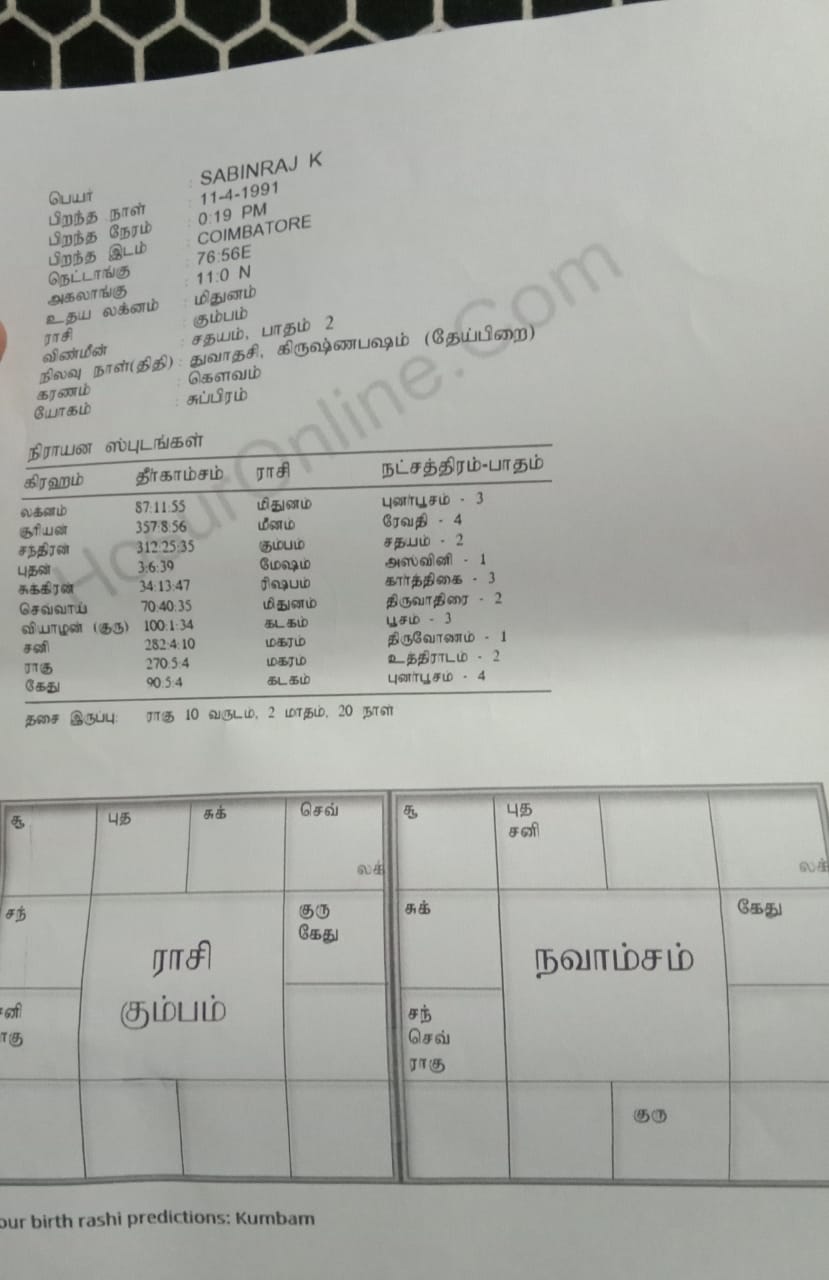 பெயர் : SABINRAJ K
பிறந்த நாள் : 11-4-1991
பிறந்த நேரம் : 0:19 PM
பிறந்த இடம் : COIMBATORE
நெட்டாங்கு : 76:56E
அகலாங்கு : 11:0 N
உதய லக்னம் : மிதுனம்
ராசி : கும்பம்
விண்மீன் : சதயம், பாதம் 2
நிலவு நாள்(திதி) : துவாதசி, கிருஷ்ணபஷம் (தேய்பிறை)
கரணம் : கௌவம்
யோகம் : சுப்பிரம்
HosurOnline.Com
நிராயன ஸ்புடங்கள்
கிரஹம் தீர்காம்சம் ராசி நட்சத்திரம்-பாதம்
லக்னம் 87:11:55 மிதுனம் புனர்பூசம் - 3
சூரியன் 357:8:56 மீனம் ரேவதி - 4
சந்திரன் 312:25:35 கும்பம் சதயம் - 2
புதன் 3:6:39 மேஷம் அஸ்வினி - 1
சுக்கிரன் 34:13:47 ரிஷபம் கார்த்திகை - 3
செவ்வாய் 70:40:35 மிதுனம் திருவாதிரை - 2
வியாழன் (குரு) 100:1:34 கடகம் பூசம் - 3
சனி 282:4:10 மகரம் திருவோணம் - 1
ராகு 270:5:4 மகரம் உத்திராடம் - 2
கேது 90:5:4 கடகம் புனர்பூசம் - 4
தசை இருப்பு: ராகு 10 வருடம், 2 மாதம், 20 நாள்
சூ புத சுக் செவ்
லக்
சந் குரு
கேது
ராசி
கும்பம்
னி
ாகு
சூ புத
சனி
லக்
சுக் கேது
நவாம்சம்
சந்
செவ்
ராகு
குரு
our birth rashi predictions: Kumbam